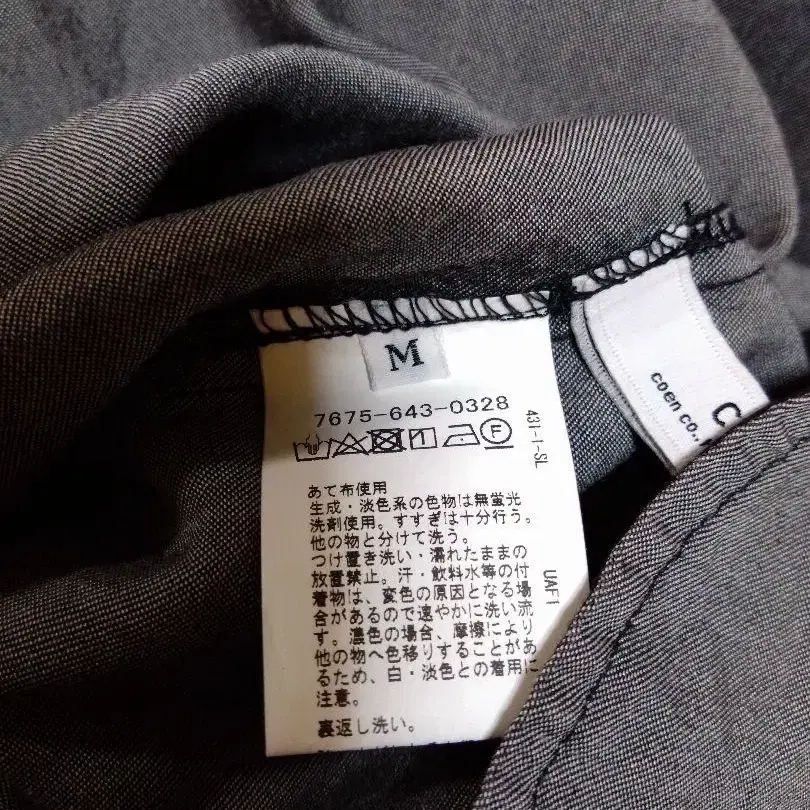 M
7675-643-0328
あて布使用
生成・淡色系の色物は無蛍光
洗剤使用。すすぎは十分行う。
他の物と分けて洗う。
つけ置き洗い・濡れたままの
放置禁止。汗・飲料水等の付
着物は、変色の原因となる場
合があるので速やかに洗い流
す。濃色の場合、摩擦により
他の物へ色移りすることがあ
るため、白・淡色との着用に
注意。
裏返し洗い。
431-1-SL
UAF1
C
coen co.,